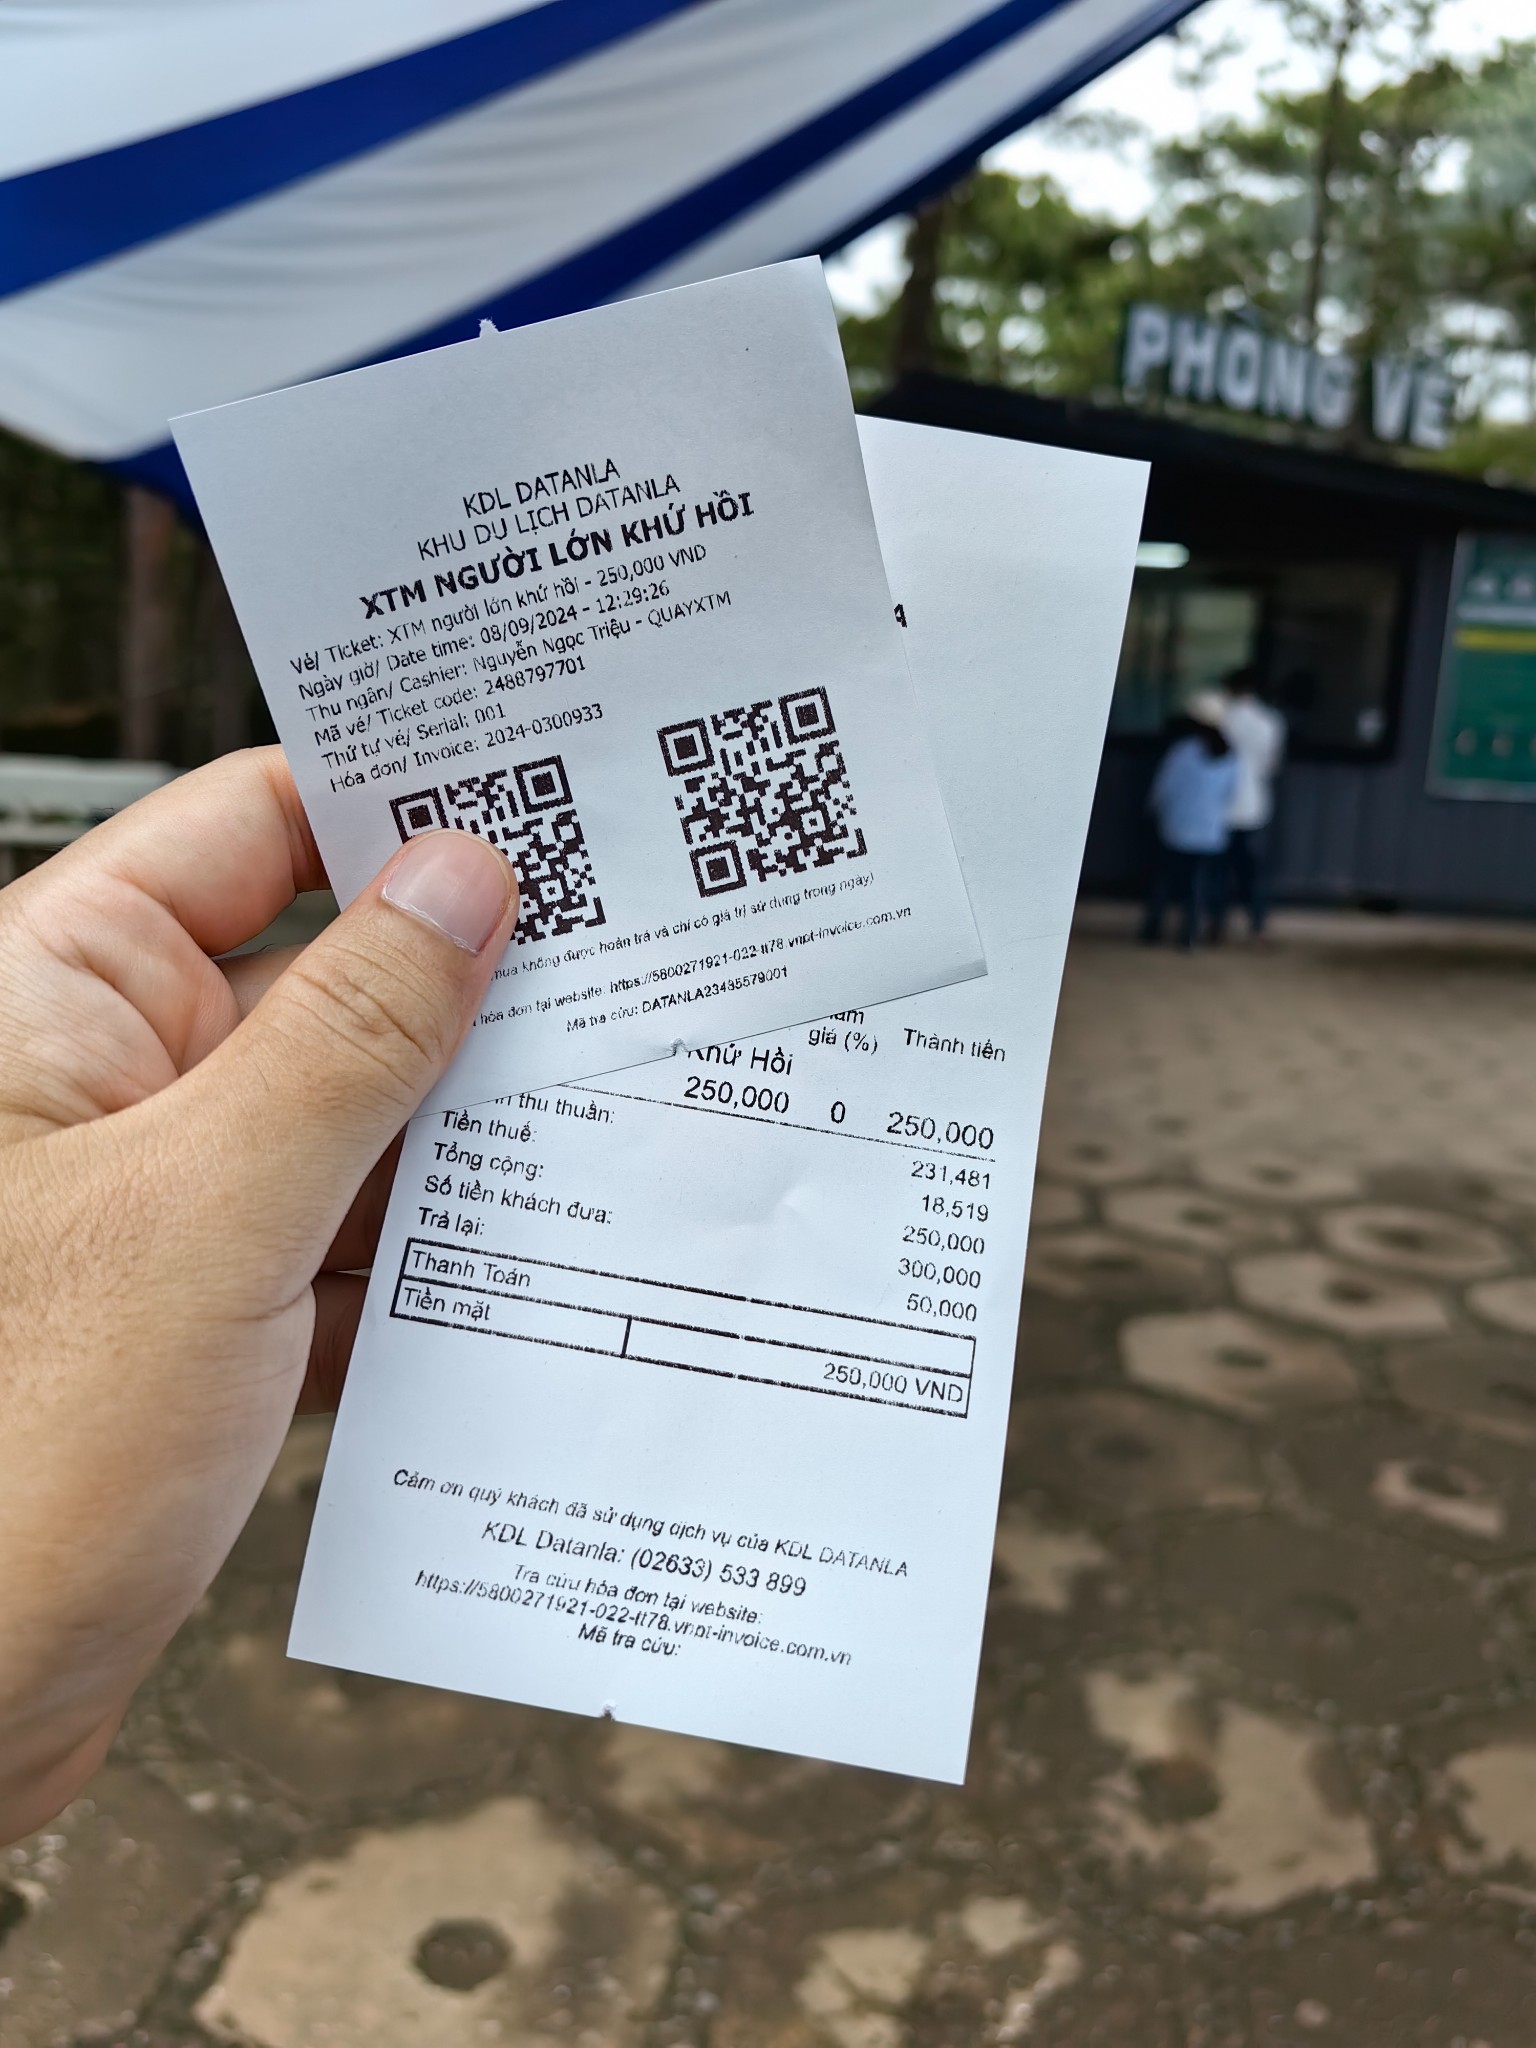 PHÒNG VÉ
KDL DATANLA
KHU DU LỊCH DATANLA
XTM NGƯỜI LỚN KHỨ HỒI
Vé/ Ticket: XTM người lớn khứ hồi - 250,000 VND
Ngày giờ/ Date time: 08/09/2024 - 12:29:26
Thu ngân/ Cashier: Nguyễn Ngọc Triệu - QUAYXTM
Mã vé/ Ticket code: 2488797701
Thứ tự vé/ Serial: 001
Hóa đơn/ Invoice: 2024-0300933
mua không được hoàn trả và chỉ có giá trị sử dụng trong ngày)
hóa đơn tại website: https://5800271921-022-tt78.vnpt-invoice.com.vn
Mã tra cứu: DATANLA23435579001
giá (%) Thành tiền
Khứ Hồi
250,000 0 250,000
thu thuần: 231,481
Tiền thuế: 18,519
Tổng cộng: 250,000
Số tiền khách đưa: 300,000
Trả lại: 50,000
Thanh Toán
Tiền mặt 250,000 VND
Cảm ơn quý khách đã sử dụng dịch vụ của KDL DATANLA
KDL Datanla: (02633) 533 899
Tra cứu hóa đơn tại website:
https://5800271921-022-tt78.vnpt-invoice.com.vn
Mã tra cứu: